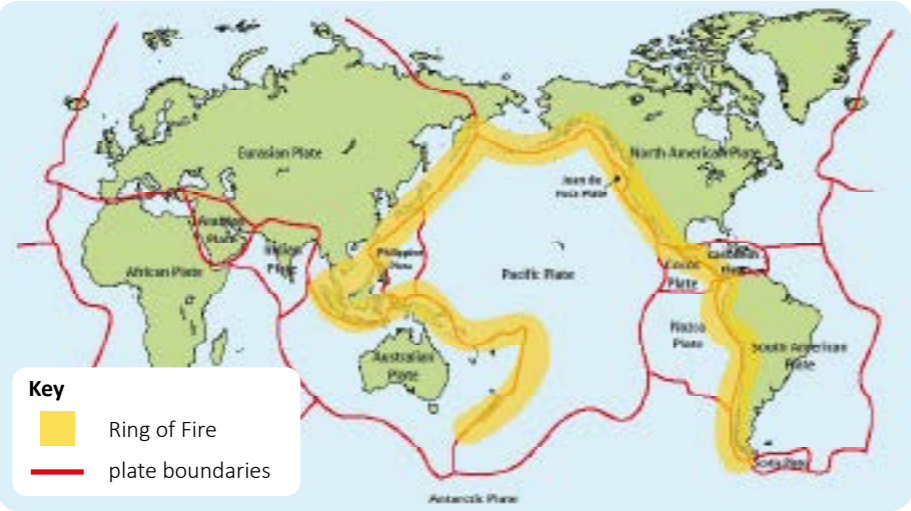 Eurasian Plate
North American Plate
Juan de
Fuca Plate
Arabian
Plate
Indian
Plate
Philippine
Plate
Caribbean
Plate
African Plate
Pacific Plate
Cocos
Plate
Nazca
Plate
South American
Plate
Australian
Plate
Key
Ring of Fire
plate boundaries
Scotia Plate
Antarctic Plate